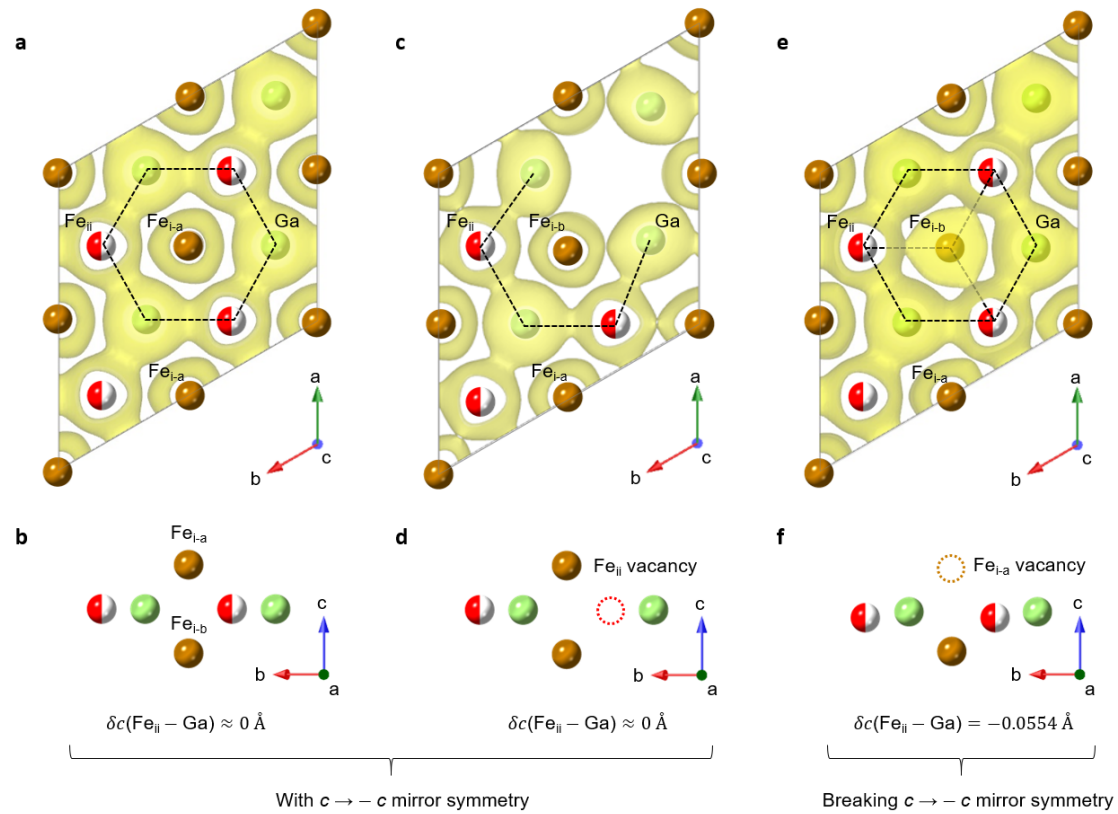 a
c
e
Fe_ii
Fe_i-a
Ga
Fe_ii
Fe_i-b
Ga
Fe_ii
Fe_i-b
Ga
Fe_i-a
Fe_i-a
Fe_i-a
a
b
c
a
b
c
a
b
c
b
Fe_i-a
Fe_i-b
c
b
a
δc(Fe_ii − Ga) ≈ 0 Å
d
Fe_ii vacancy
c
b
a
δc(Fe_ii − Ga) ≈ 0 Å
f
Fe_i-a vacancy
c
b
a
δc(Fe_ii − Ga) = −0.0554 Å
With c → − c mirror symmetry
Breaking c → − c mirror symmetry